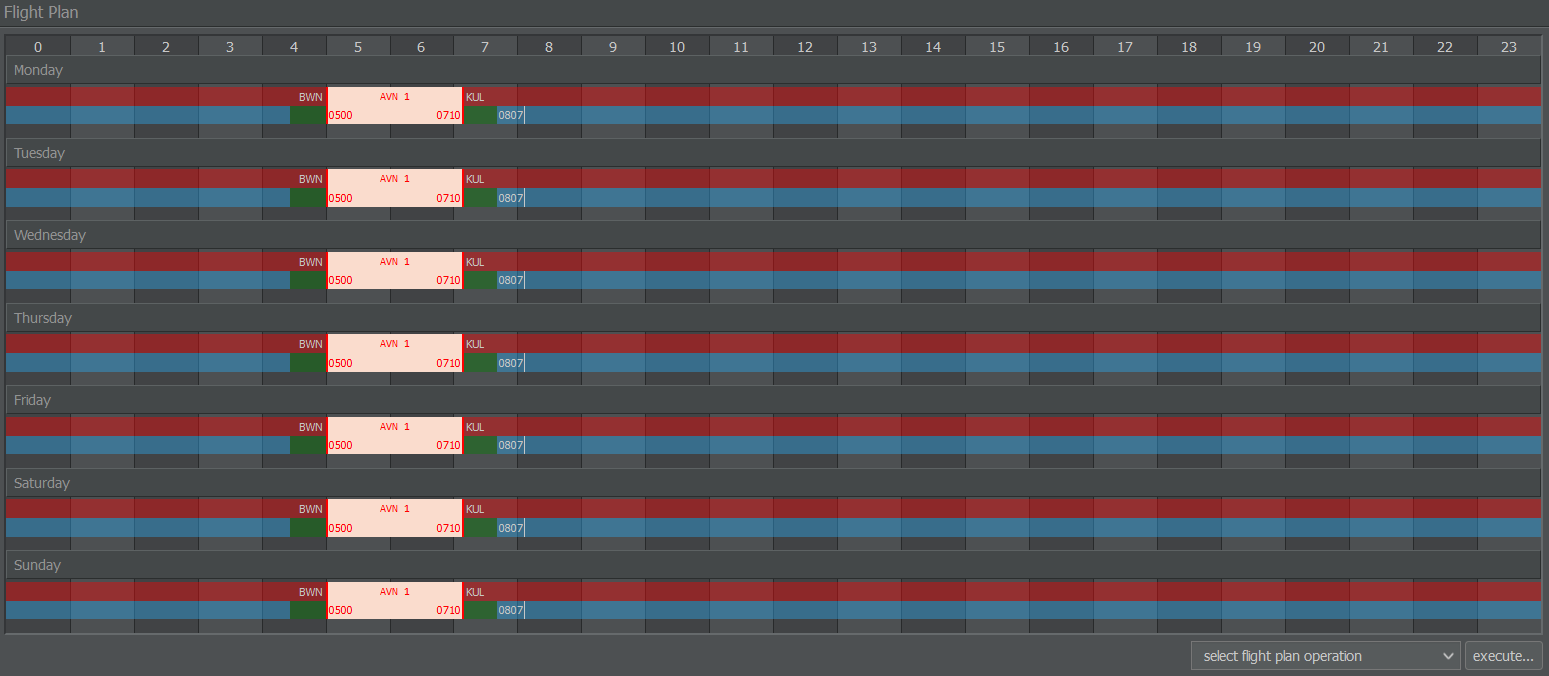 Flight Plan
0 1 2 3 4 5 6 7 8 9 10 11 12 13 14 15 16 17 18 19 20 21 22 23
Monday
BWN AVN 1 KUL
0500 0710 0807
Tuesday
BWN AVN 1 KUL
0500 0710 0807
Wednesday
BWN AVN 1 KUL
0500 0710 0807
Thursday
BWN AVN 1 KUL
0500 0710 0807
Friday
BWN AVN 1 KUL
0500 0710 0807
Saturday
BWN AVN 1 KUL
0500 0710 0807
Sunday
BWN AVN 1 KUL
0500 0710 0807
select flight plan operation execute...